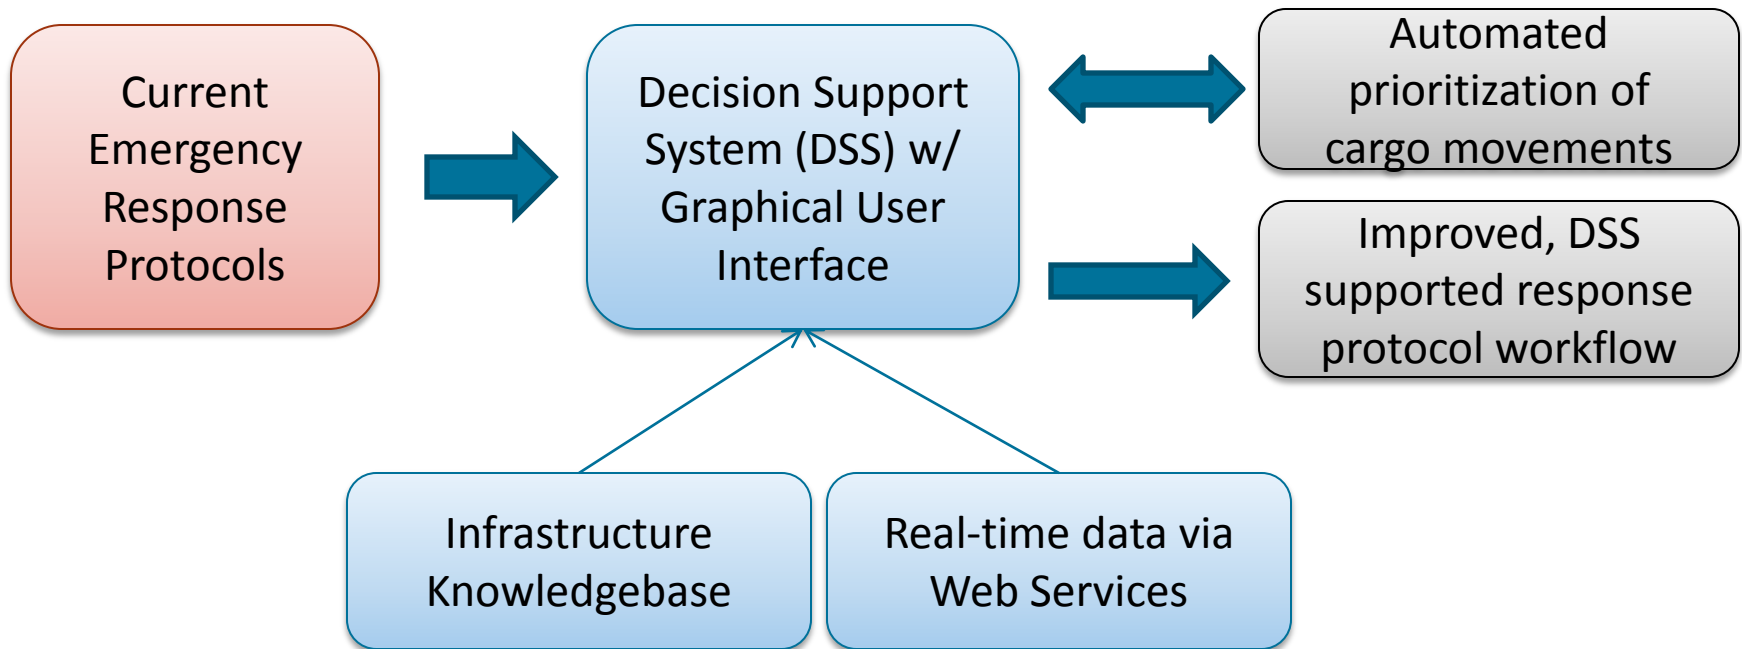 Current
Emergency
Response
Protocols
Decision Support
System (DSS) w/
Graphical User
Interface
Automated
prioritization of
cargo movements
Improved, DSS
supported response
protocol workflow
Infrastructure
Knowledgebase
Real-time data via
Web Services